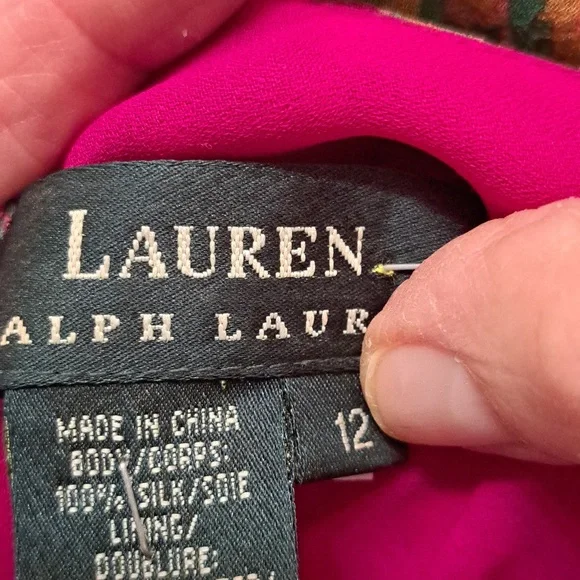 LAUREN
ALPH LAUR
12
MADE IN CHINA
BODY/CORPS:
100% SILK/SOIE
LINING/
DOUBLURE: